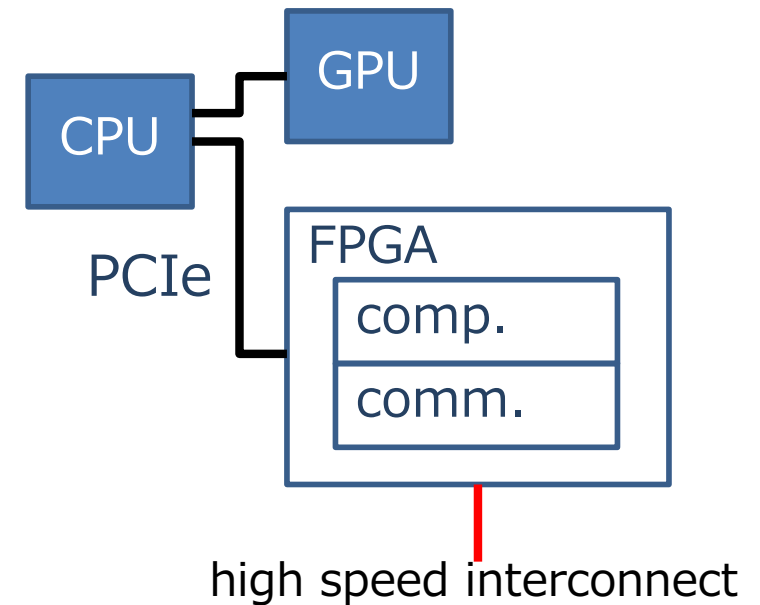 GPU
CPU
FPGA
PCIe
comp.
comm.
high speed interconnect